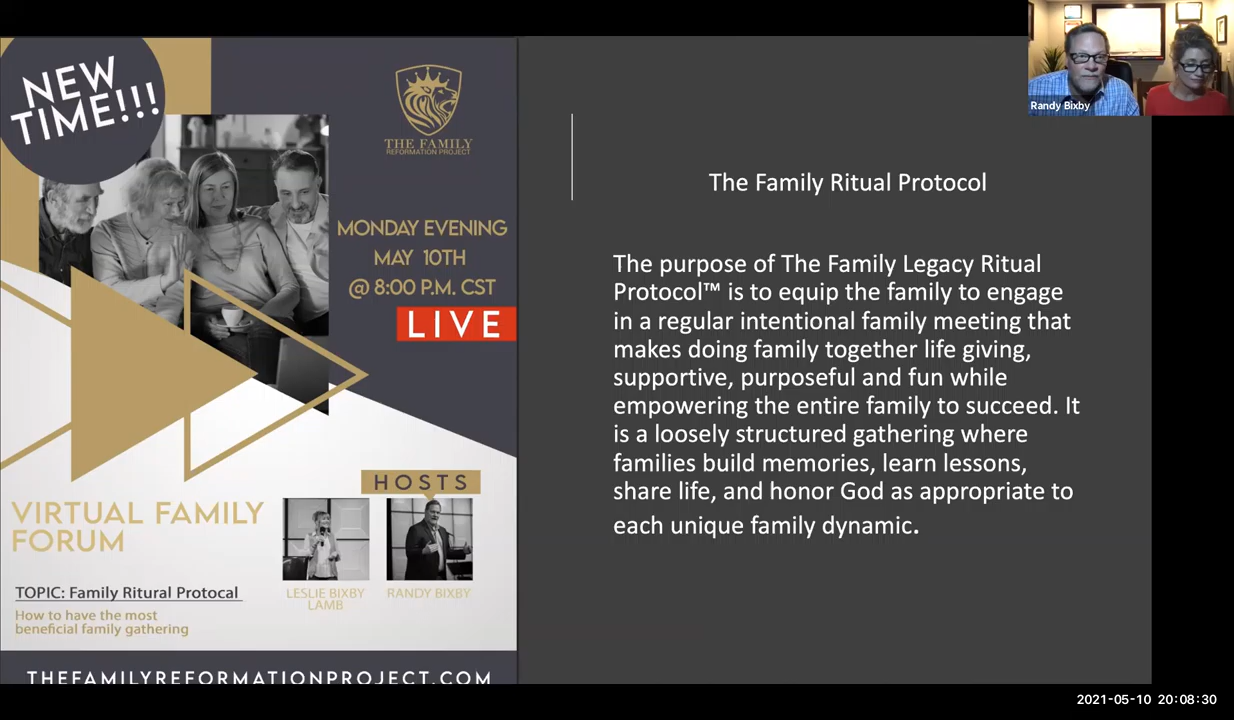 NEW
TIME!!!
THE FAMILY
REFORMATION PROJECT
MONDAY EVENING
MAY 10TH
@ 8:00 P.M. CST
LIVE
HOSTS
VIRTUAL FAMILY
FORUM
LESLIE BIXBY
LAMB
RANDY BIXBY
TOPIC: Family Ritural Protocal
How to have the most
beneficial family gathering
THEFAMILYREFORMATIONPROJECT.COM
The Family Ritual Protocol
The purpose of The Family Legacy Ritual
Protocol™ is to equip the family to engage
in a regular intentional family meeting that
makes doing family together life giving,
supportive, purposeful and fun while
empowering the entire family to succeed. It
is a loosely structured gathering where
families build memories, learn lessons,
share life, and honor God as appropriate to
each unique family dynamic.
Randy Bixby
2021-05-10 20:08:30